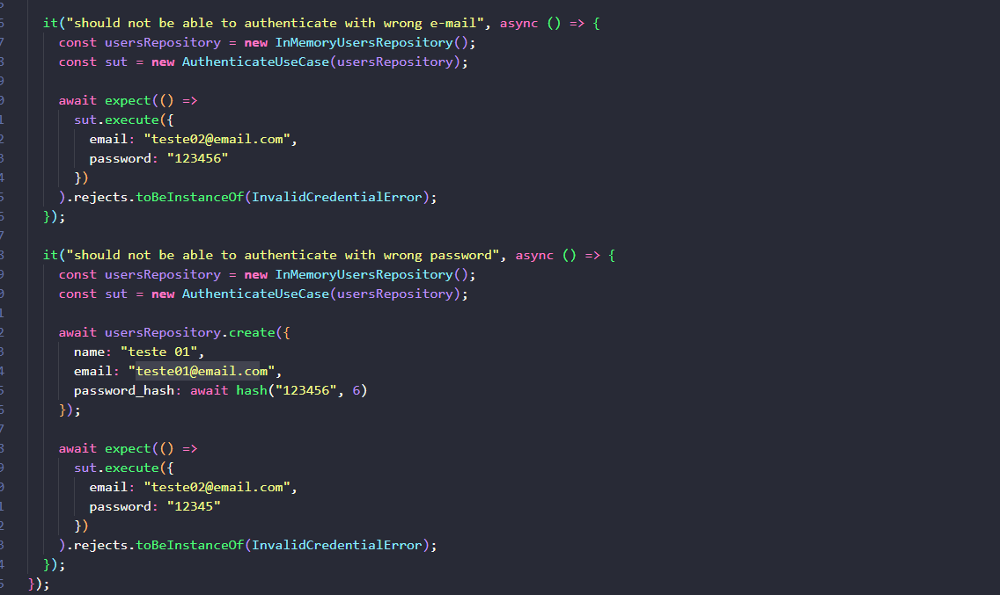 it("should not be able to authenticate with wrong e-mail", async () => {
const usersRepository = new InMemoryUsersRepository();
const sut = new AuthenticateUseCase(usersRepository);
await expect(() =>
sut.execute({
email: "teste02@email.com",
password: "123456"
})
).rejects.toBeInstanceOf(InvalidCredentialError);
});
it("should not be able to authenticate with wrong password", async () => {
const usersRepository = new InMemoryUsersRepository();
const sut = new AuthenticateUseCase(usersRepository);
await usersRepository.create({
name: "teste 01",
email: "teste01@email.com",
password_hash: await hash("123456", 6)
});
await expect(() =>
sut.execute({
email: "teste02@email.com",
password: "12345"
})
).rejects.toBeInstanceOf(InvalidCredentialError);
});
});